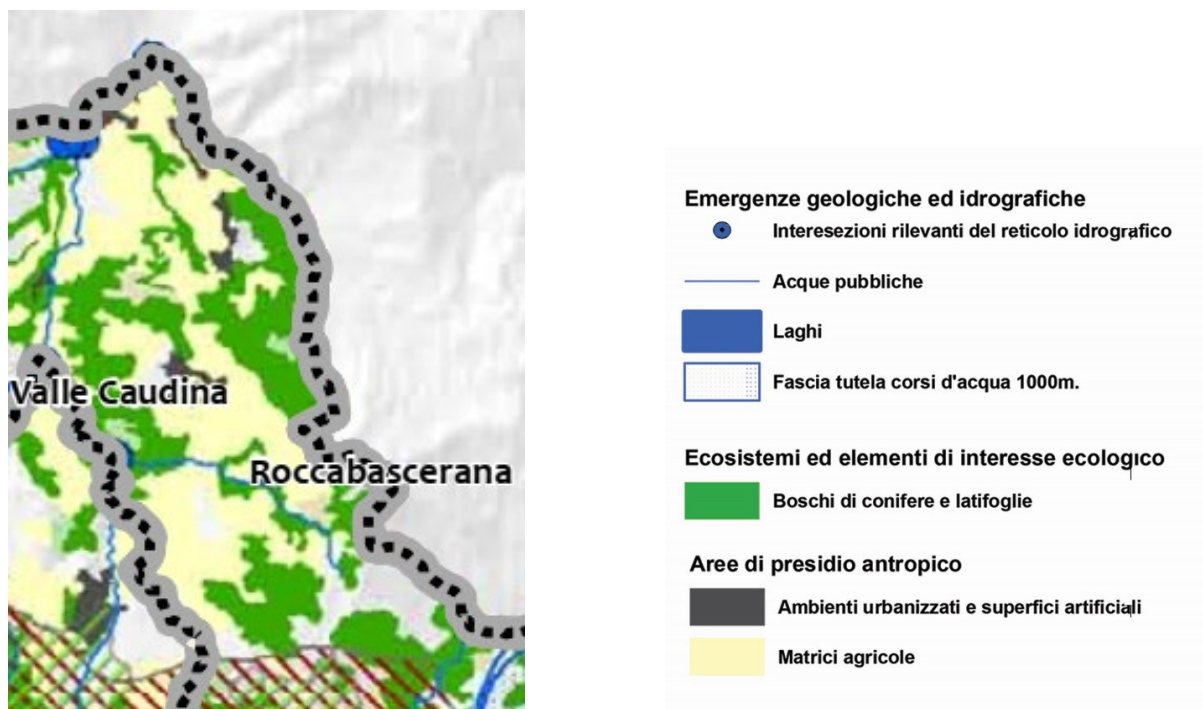 Valle Caudina
Roccabascerana
Emergenze geologiche ed idrografiche
Interesezioni rilevanti del reticolo idrografico
Acque pubbliche
Laghi
Fascia tutela corsi d'acqua 1000m.
Ecosistemi ed elementi di interesse ecologico
Boschi di conifere e latifoglie
Aree di presidio antropico
Ambienti urbanizzati e superfici artificiali
Matrici agricole